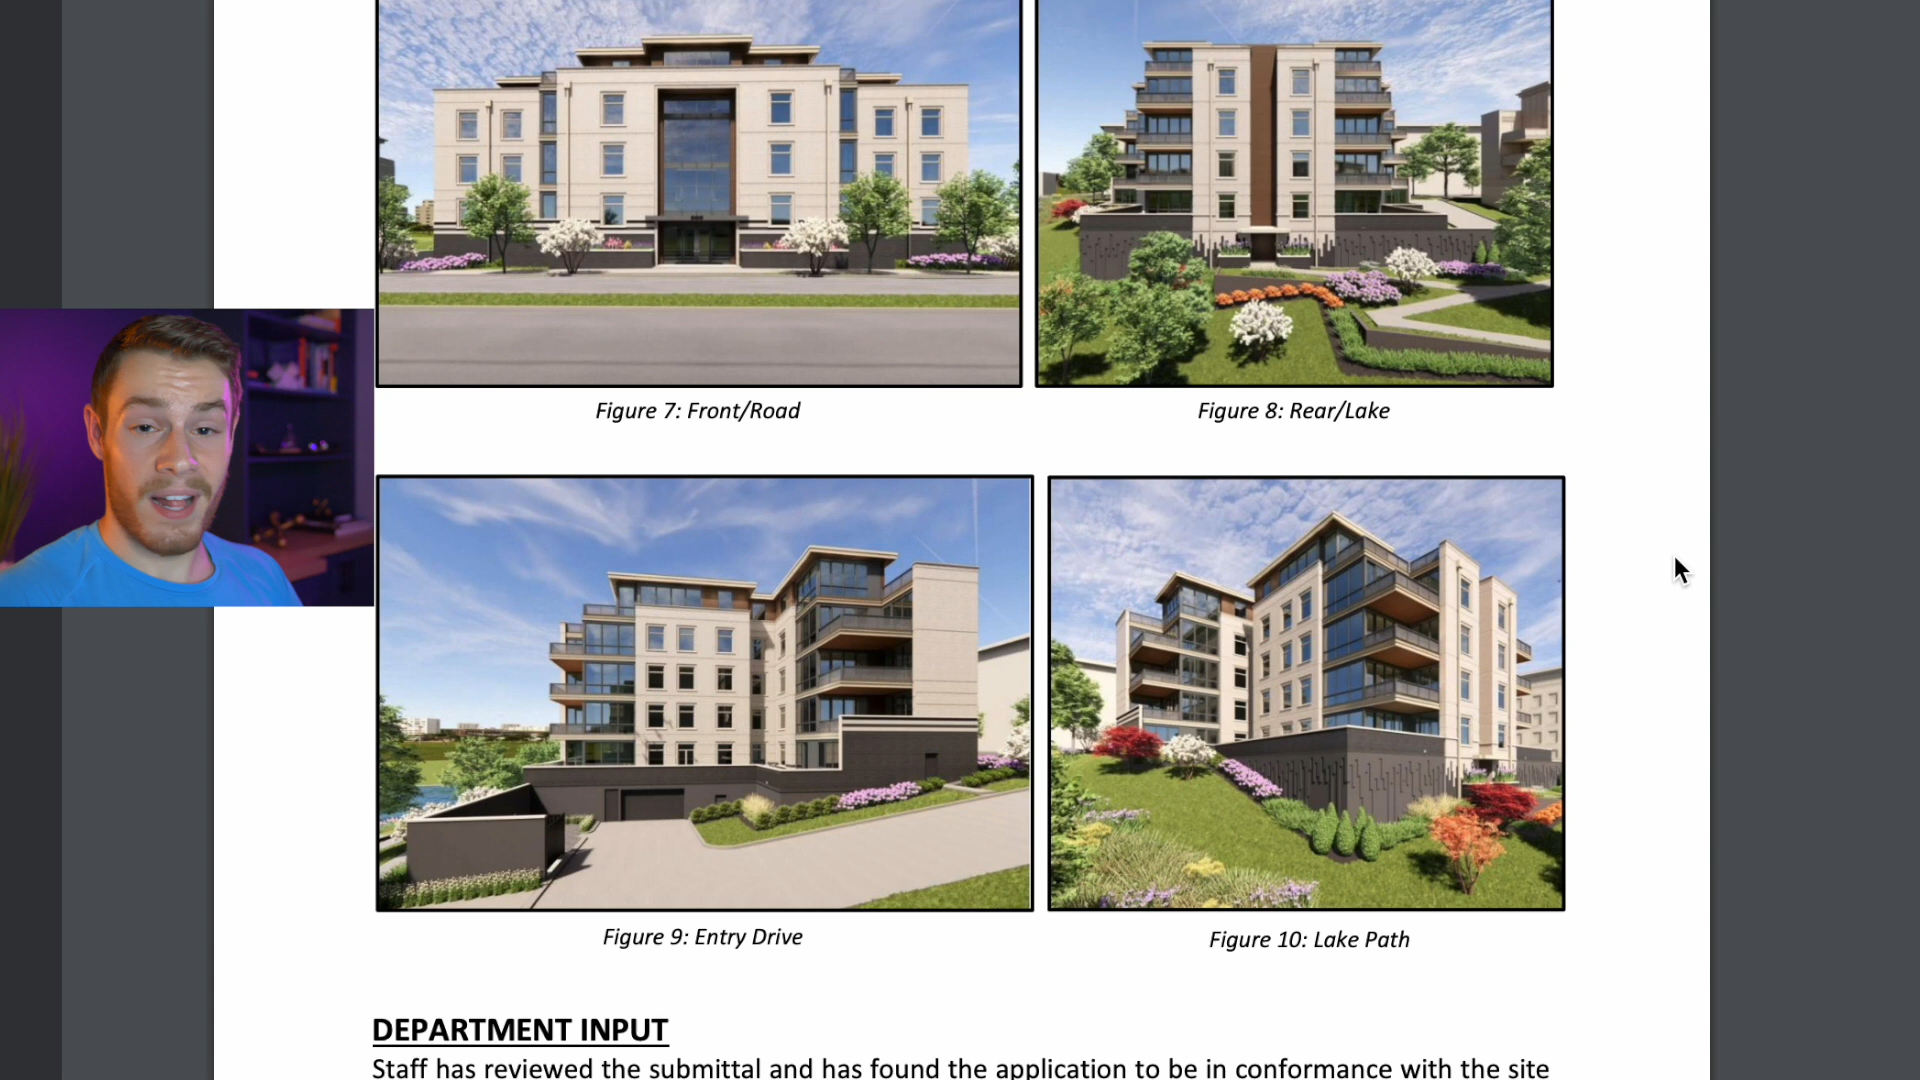 Figure 7: Front/Road
Figure 8: Rear/Lake
Figure 9: Entry Drive
Figure 10: Lake Path
DEPARTMENT INPUT
Staff has reviewed the submittal and has found the application to be in conformance with the site